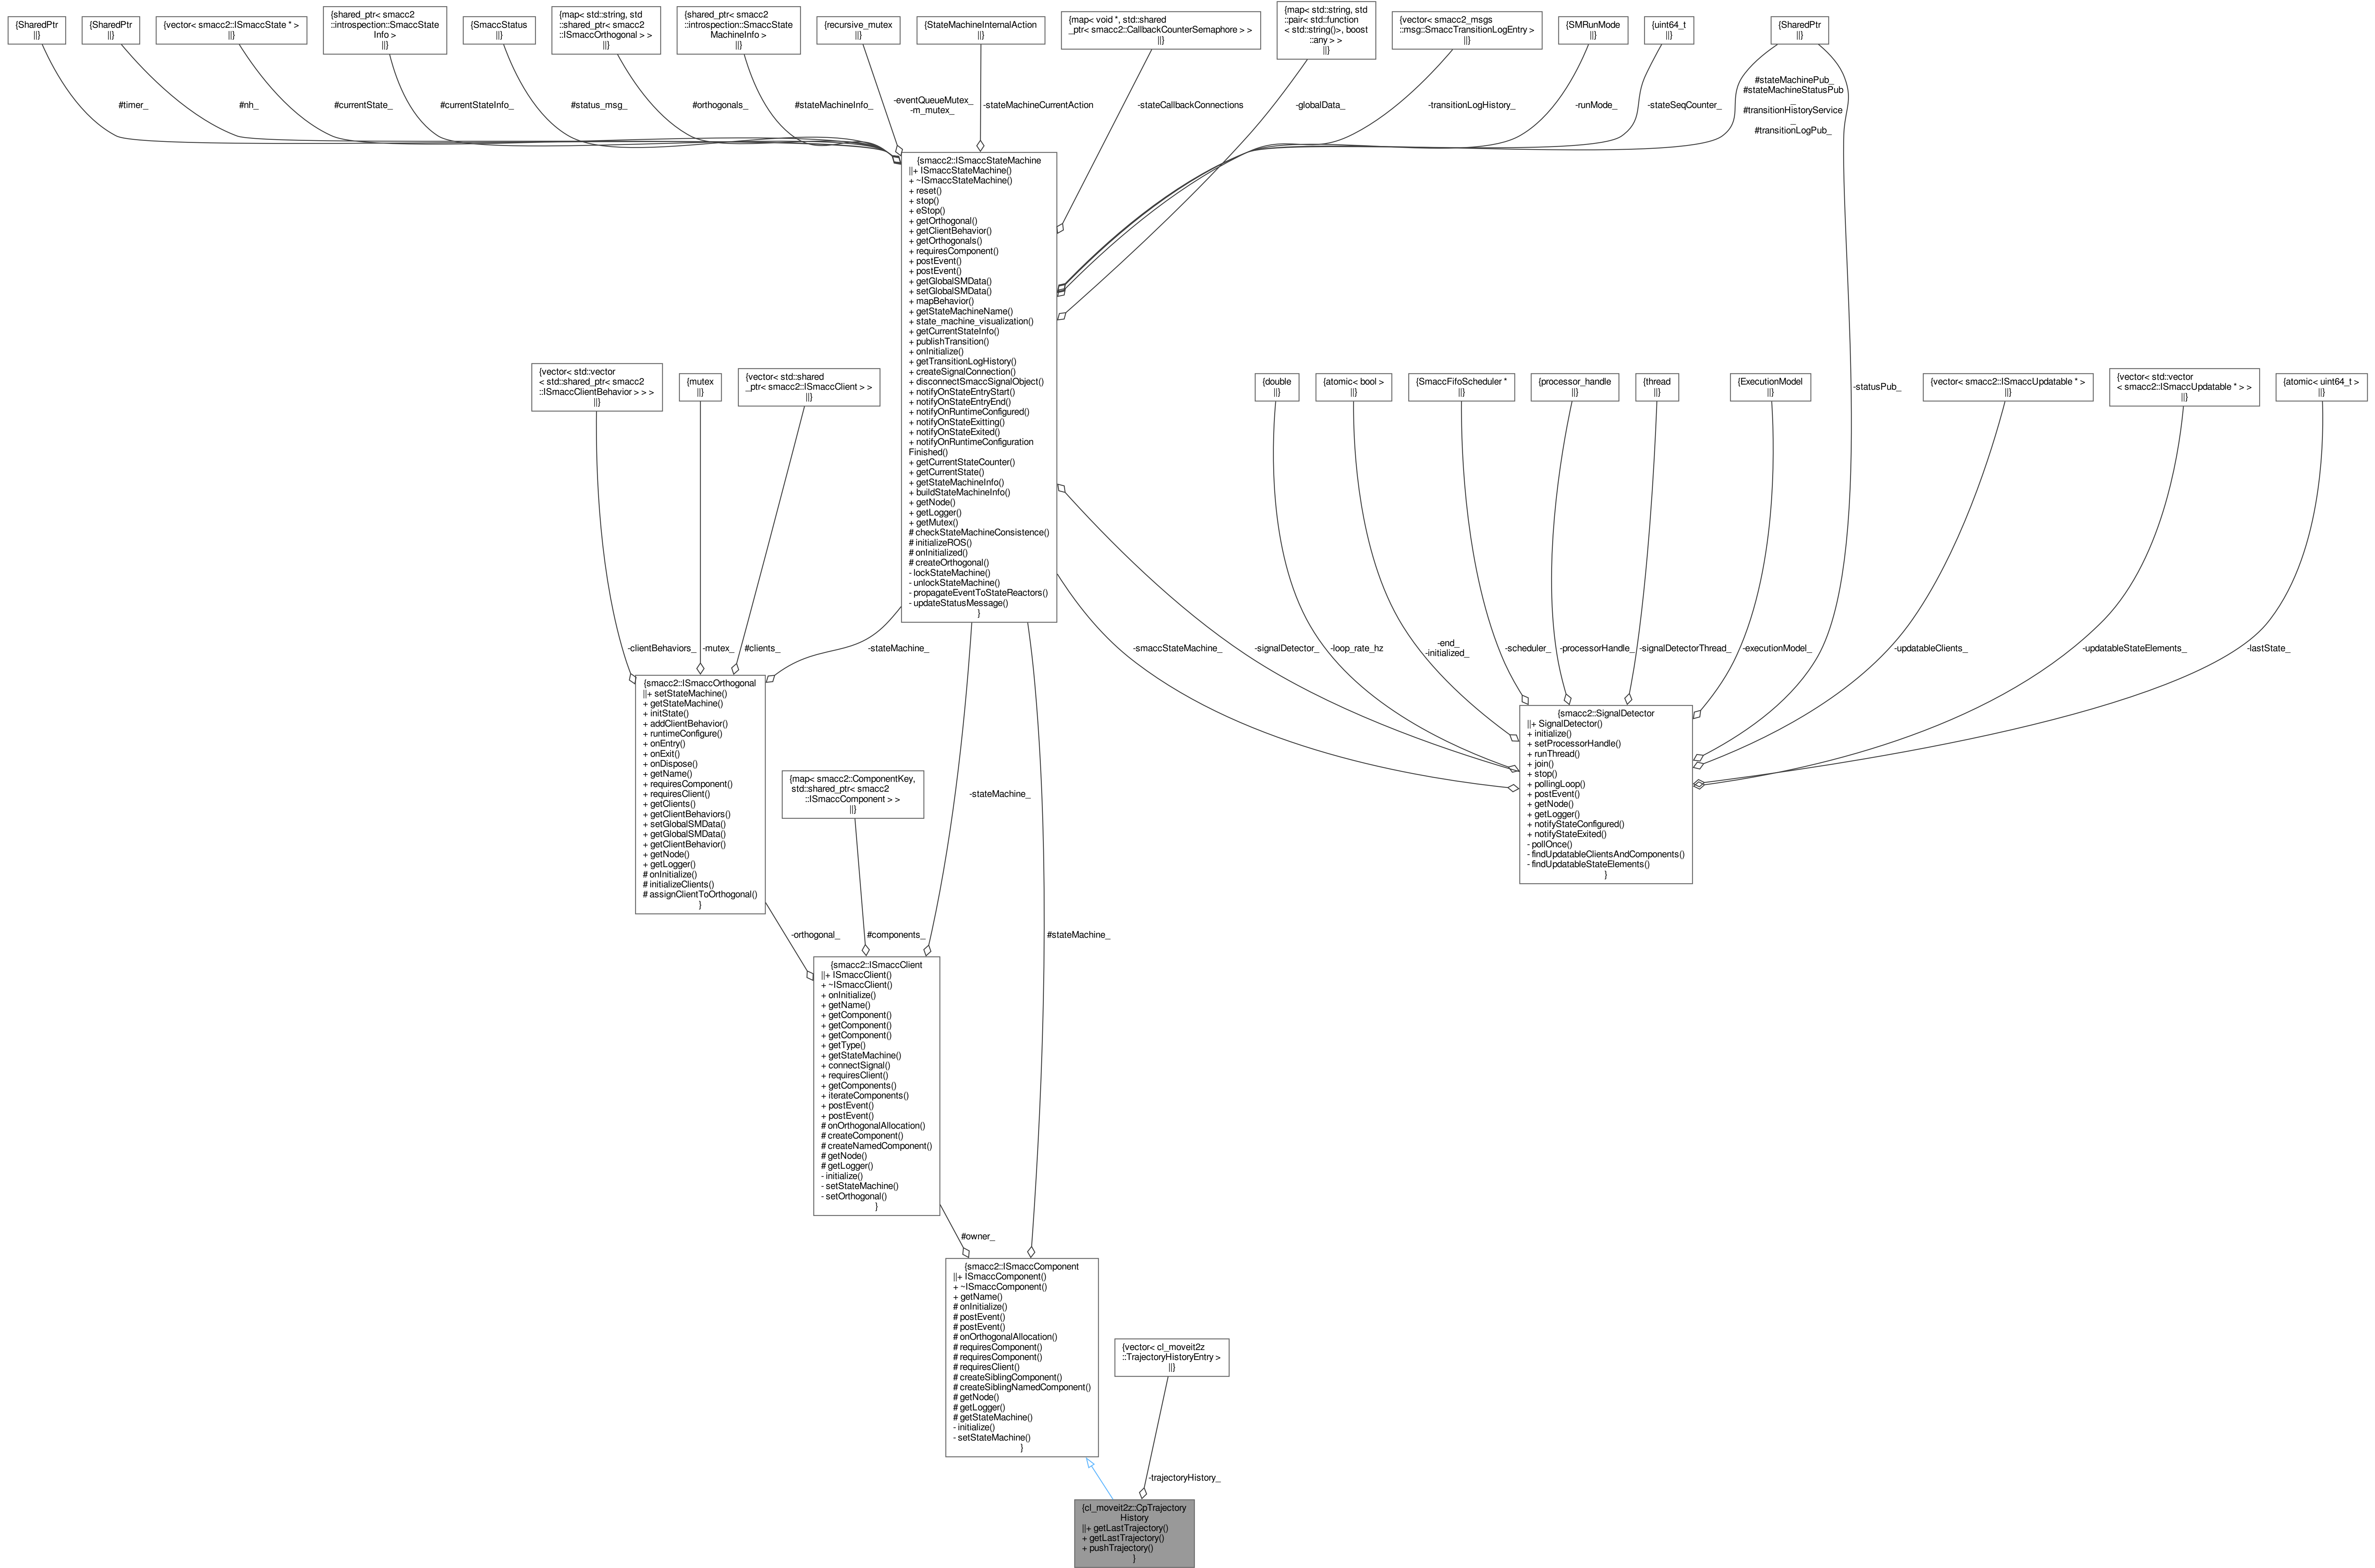 {SharedPtr
||}
{SharedPtr
||}
{vector< smacc2::ISmaccState * >
||}
{shared_ptr< smacc2
::introspection::SmaccState
Info >
||}
{SmaccStatus
||}
{map< std::string, std
::shared_ptr< smacc2
::ISmaccOrthogonal > >
||}
{shared_ptr< smacc2
::introspection::SmaccState
MachineInfo >
||}
{recursive_mutex
||}
{StateMachineInternalAction
||}
{map< void *, std::shared
_ptr< smacc2::CallbackCounterSemaphore > >
||}
{map< std::string, std
::pair< std::function
< std::string()>, boost
::any > >
||}
{vector< smacc2_msgs
::msg::SmaccTransitionLogEntry >
||}
{SMRunMode
||}
{uint64_t
||}
{SharedPtr
||}
#timer_
#nh_
#currentState_
#currentStateInfo_
#status_msg_
#orthogonals_
#stateMachineInfo_
-eventQueueMutex_
-m_mutex_
-stateMachineCurrentAction
-stateCallbackConnections
-globalData_
-transitionLogHistory_
-runMode_
-stateSeqCounter_
#stateMachinePub_
#stateMachineStatusPub
_
#transitionHistoryService
_
#transitionLogPub_
{smacc2::ISmaccStateMachine
||+ ISmaccStateMachine()
+ ~ISmaccStateMachine()
+ reset()
+ stop()
+ eStop()
+ getOrthogonal()
+ getClientBehavior()
+ getOrthogonals()
+ requiresComponent()
+ postEvent()
+ postEvent()
+ getGlobalSMData()
+ setGlobalSMData()
+ mapBehavior()
+ getStateMachineName()
+ state_machine_visualization()
+ getCurrentStateInfo()
+ publishTransition()
+ onInitialize()
+ getTransitionLogHistory()
+ createSignalConnection()
+ disconnectSmaccSignalObject()
+ notifyOnStateEntryStart()
+ notifyOnStateEntryEnd()
+ notifyOnRuntimeConfigured()
+ notifyOnStateExitting()
+ notifyOnStateExited()
+ notifyOnRuntimeConfiguration
Finished()
+ getCurrentStateCounter()
+ getCurrentState()
+ getStateMachineInfo()
+ buildStateMachineInfo()
+ getNode()
+ getLogger()
+ getMutex()
# checkStateMachineConsistence()
# initializeROS()
# onInitialized()
# createOrthogonal()
- lockStateMachine()
- unlockStateMachine()
- propagateEventToStateReactors()
- updateStatusMessage()
}
{vector< std::vector
< std::shared_ptr< smacc2
::ISmaccClientBehavior > > >
||}
{mutex
||}
{vector< std::shared
_ptr< smacc2::ISmaccClient > >
||}
{double
||}
{atomic< bool >
||}
{SmaccFifoScheduler *
||}
{processor_handle
||}
{thread
||}
{ExecutionModel
||}
-statusPub_
{vector< smacc2::ISmaccUpdatable * >
||}
{vector< std::vector
< smacc2::ISmaccUpdatable * > >
||}
{atomic< uint64_t >
||}
-clientBehaviors_
-mutex_
#clients_
-stateMachine_
-smaccStateMachine_
-signalDetector_
-loop_rate_hz
-end_
-initialized_
-scheduler_
-processorHandle_
-signalDetectorThread_
-executionModel_
-updatableClients_
-updatableStateElements_
-lastState_
{smacc2::ISmaccOrthogonal
||+ setStateMachine()
+ getStateMachine()
+ initState()
+ addClientBehavior()
+ runtimeConfigure()
+ onEntry()
+ onExit()
+ onDispose()
+ getName()
+ requiresComponent()
+ requiresClient()
+ getClients()
+ getClientBehaviors()
+ setGlobalSMData()
+ getGlobalSMData()
+ getClientBehavior()
+ getNode()
+ getLogger()
# onInitialize()
# initializeClients()
# assignClientToOrthogonal()
}
{smacc2::SignalDetector
||+ SignalDetector()
+ initialize()
+ setProcessorHandle()
+ runThread()
+ join()
+ stop()
+ pollingLoop()
+ postEvent()
+ getNode()
+ getLogger()
+ notifyStateConfigured()
+ notifyStateExited()
- pollOnce()
- findUpdatableClientsAndComponents()
- findUpdatableStateElements()
}
{map< smacc2::ComponentKey,
std::shared_ptr< smacc2
::ISmaccComponent > >
||}
-stateMachine_
-orthogonal_
#components_
#stateMachine_
{smacc2::ISmaccClient
||+ ISmaccClient()
+ ~ISmaccClient()
+ onInitialize()
+ getName()
+ getComponent()
+ getComponent()
+ getComponent()
+ getType()
+ getStateMachine()
+ connectSignal()
+ requiresClient()
+ getComponents()
+ iterateComponents()
+ postEvent()
+ postEvent()
# onOrthogonalAllocation()
# createComponent()
# createNamedComponent()
# getNode()
# getLogger()
- initialize()
- setStateMachine()
- setOrthogonal()
}
#owner_
{smacc2::ISmaccComponent
||+ ISmaccComponent()
+ ~ISmaccComponent()
+ getName()
# onInitialize()
# postEvent()
# postEvent()
# onOrthogonalAllocation()
# requiresComponent()
# requiresComponent()
# requiresClient()
# createSiblingComponent()
# createSiblingNamedComponent()
# getNode()
# getLogger()
# getStateMachine()
- initialize()
- setStateMachine()
}
{vector< cl_moveit2z
::TrajectoryHistoryEntry >
||}
-trajectoryHistory_
{cl_moveit2z::CpTrajectory
History
||+ getLastTrajectory()
+ getLastTrajectory()
+ pushTrajectory()
}